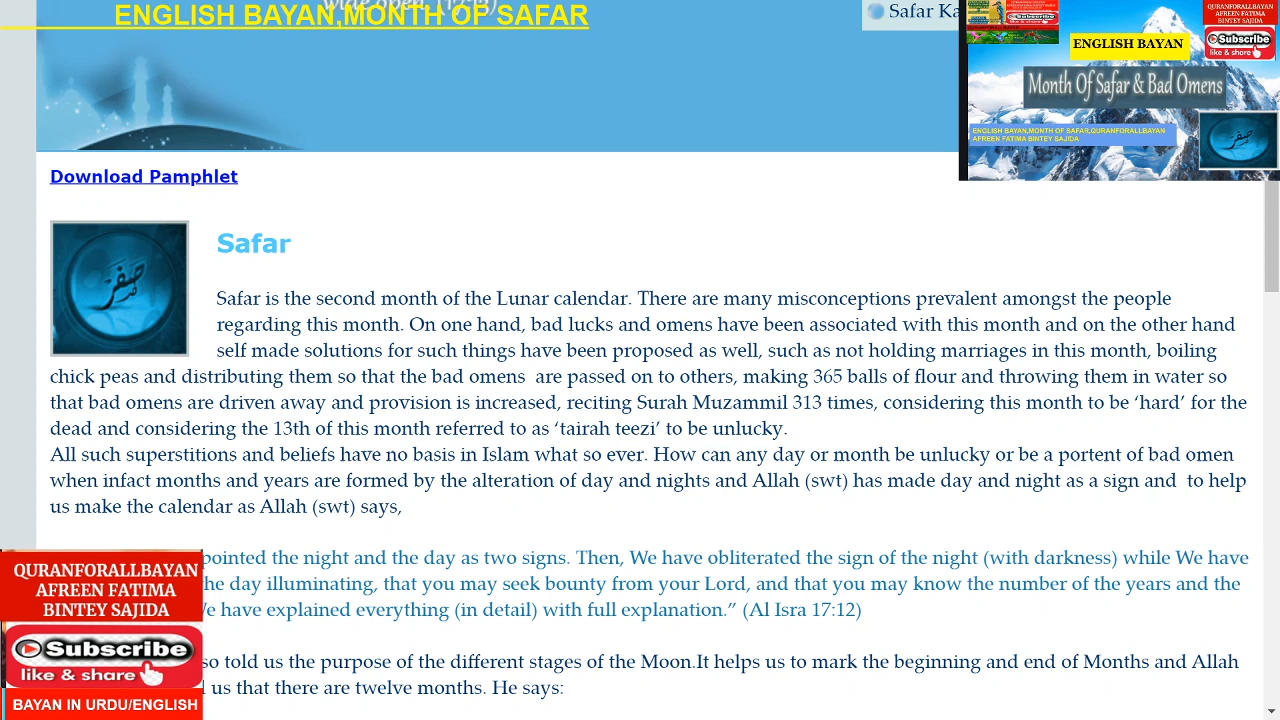 ENGLISH BAYAN,MONTH OF SAFAR
wide open. (17:13)
Safar Ka
QURANFORALLBAYAN
AFREEN FATIMA
BINTEY SAJIDA
Subscribe
like & share
ENGLISH BAYAN
Month Of Safar & Bad Omens
ENGLISH BAYAN,MONTH OF SAFAR,QURANFORALLBAYAN
AFREEN FATIMA BINTEY SAJIDA
صفر
Download Pamphlet
صفر
Safar
Safar is the second month of the Lunar calendar. There are many misconceptions prevalent amongst the people
regarding this month. On one hand, bad lucks and omens have been associated with this month and on the other hand
self made solutions for such things have been proposed as well, such as not holding marriages in this month, boiling
chick peas and distributing them so that the bad omens are passed on to others, making 365 balls of flour and throwing them in water so
that bad omens are driven away and provision is increased, reciting Surah Muzammil 313 times, considering this month to be ‘hard’ for the
dead and considering the 13th of this month referred to as ‘tairah teezi’ to be unlucky.
All such superstitions and beliefs have no basis in Islam what so ever. How can any day or month be unlucky or be a portent of bad omen
when infact months and years are formed by the alteration of day and nights and Allah (swt) has made day and night as a sign and to help
us make the calendar as Allah (swt) says,
pointed the night and the day as two signs. Then, We have obliterated the sign of the night (with darkness) while We have
he day illuminating, that you may seek bounty from your Lord, and that you may know the number of the years and the
We have explained everything (in detail) with full explanation.” (Al Isra 17:12)
so told us the purpose of the different stages of the Moon.It helps us to mark the beginning and end of Months and Allah
us that there are twelve months. He says:
QURANFORALLBAYAN
AFREEN FATIMA
BINTEY SAJIDA
Subscribe
like & share
BAYAN IN URDU/ENGLISH